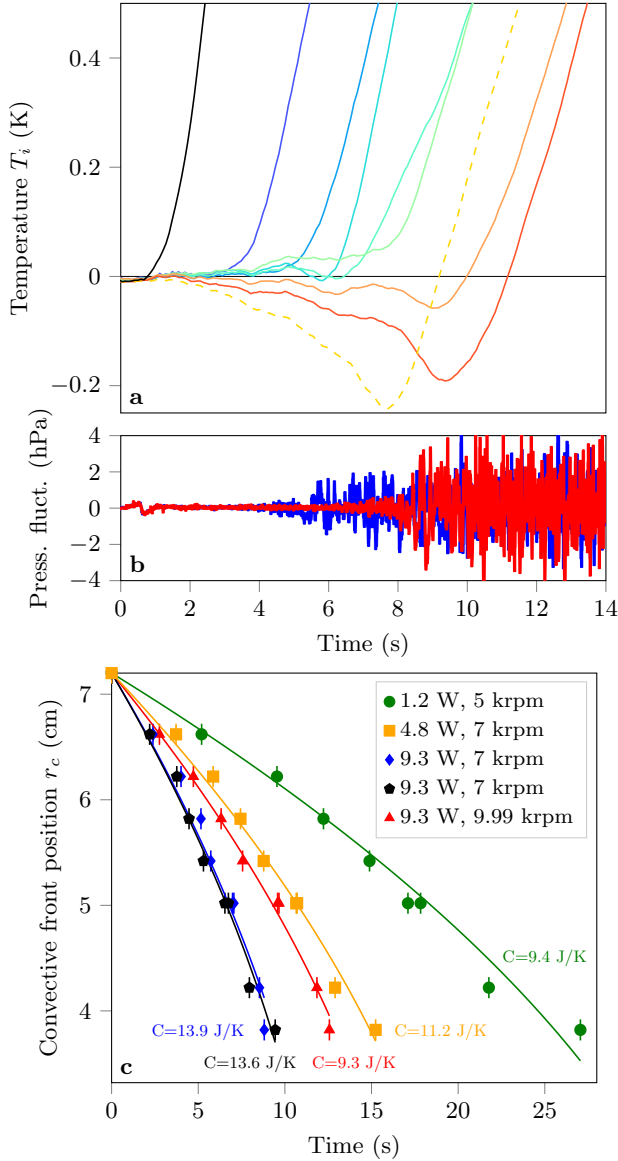 0.4
0.2
0
−0.2
Temperature T_i (K)
a
4
2
0
−2
−4
Press. fluct. (hPa)
b
0 2 4 6 8 10 12 14
Time (s)
7
6
5
4
Convective front position r_c (cm)
1.2 W, 5 krpm
4.8 W, 7 krpm
9.3 W, 7 krpm
9.3 W, 7 krpm
9.3 W, 9.99 krpm
C=9.4 J/K
C=13.9 J/K
C=11.2 J/K
C=13.6 J/K
C=9.3 J/K
c
0 5 10 15 20 25
Time (s)